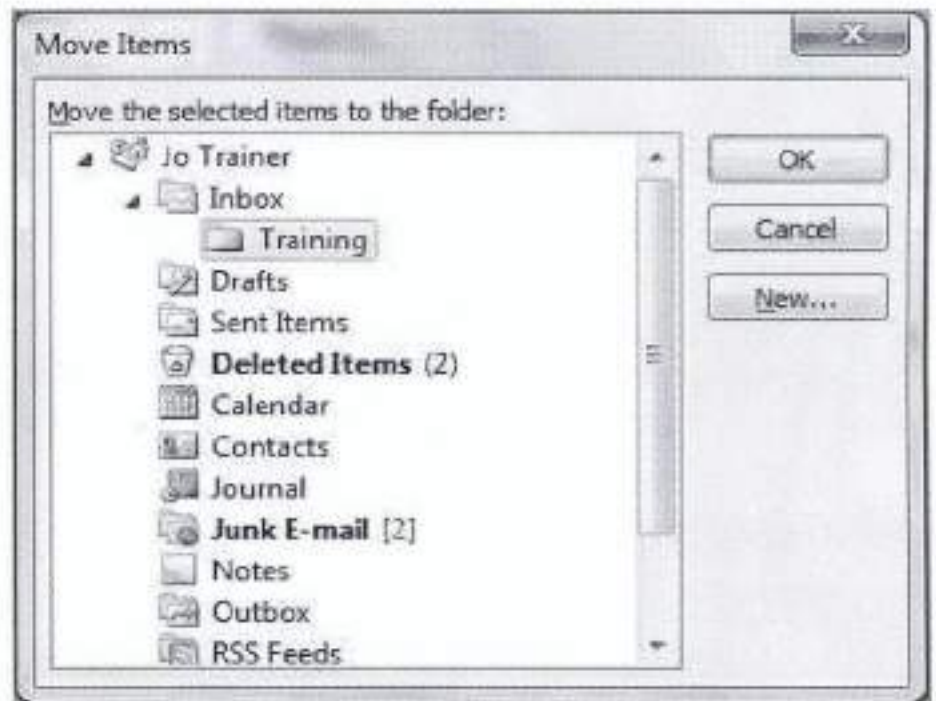 Move Items
Move the selected items to the folder:
Jo Trainer
Inbox
Training
Drafts
Sent Items
Deleted Items (2)
Calendar
Contacts
Journal
Junk E-mail [2]
Notes
Outbox
RSS Feeds
OK
Cancel
New...